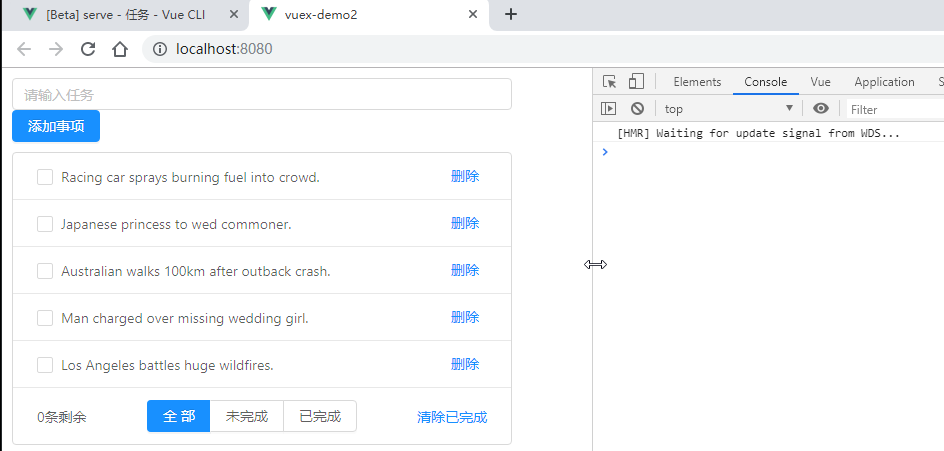 [Beta] serve - 任务 - Vue CLI
vuex-demo2
localhost:8080
请输入任务
添加事项
Racing car sprays burning fuel into crowd. 删除
Japanese princess to wed commoner. 删除
Australian walks 100km after outback crash. 删除
Man charged over missing wedding girl. 删除
Los Angeles battles huge wildfires. 删除
0条剩余 全 部 未完成 已完成 清除已完成
Elements Console Vue Application S
top Filter
[HMR] Waiting for update signal from WDS...